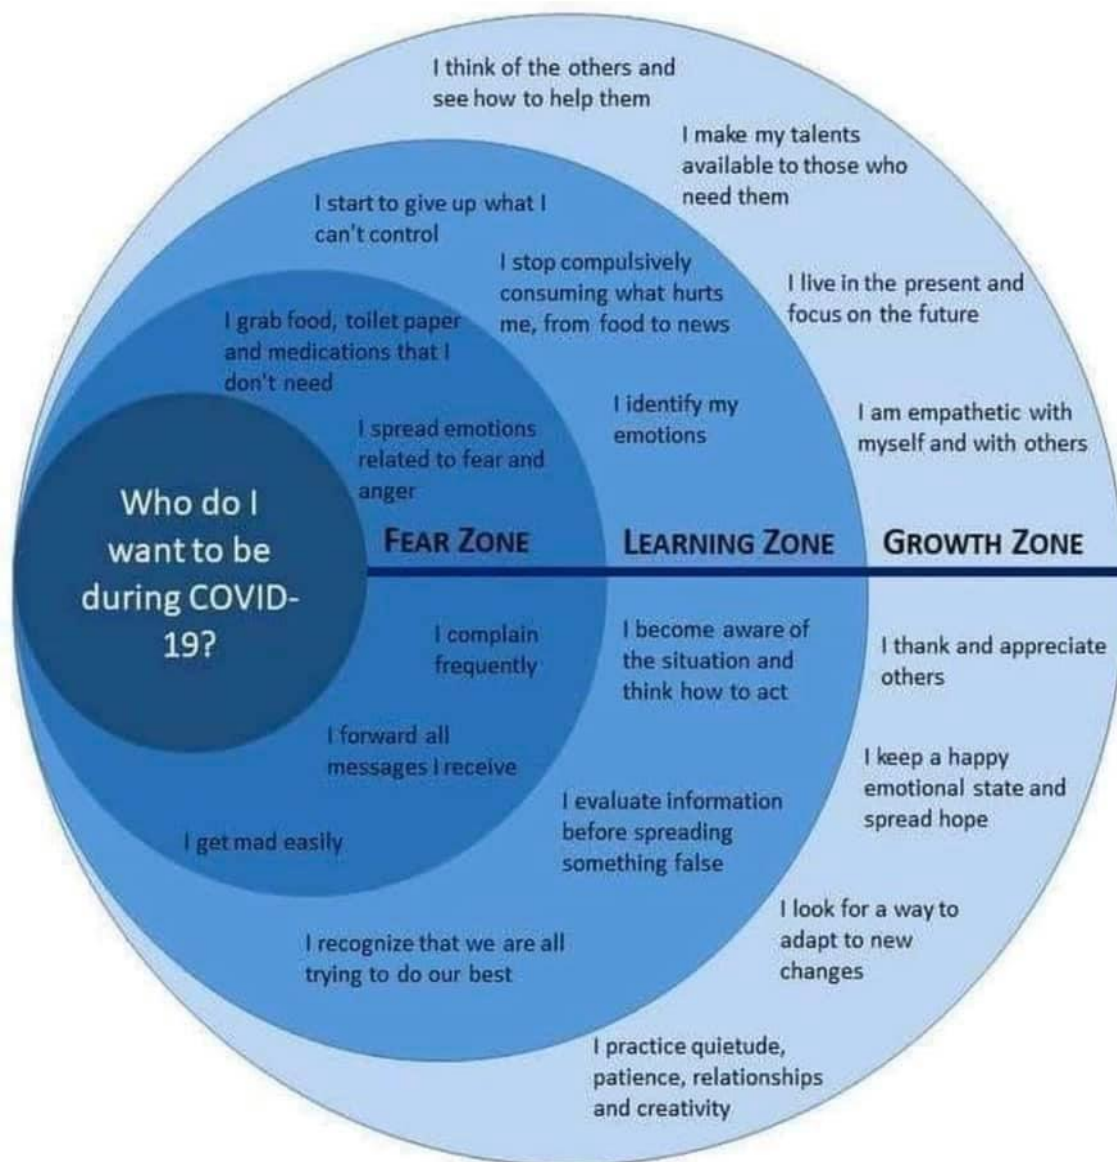 I think of the others and
see how to help them
I make my talents
available to those who
need them
I start to give up what I
can't control
I stop compulsively
consuming what hurts
me, from food to news
I live in the present and
focus on the future
I grab food, toilet paper
and medications that I
don't need
I identify my
emotions
I am empathetic with
myself and with others
I spread emotions
related to fear and
anger
Who do I
want to be
during COVID-
19?
FEAR ZONE
LEARNING ZONE
GROWTH ZONE
I complain
frequently
I become aware of
the situation and
think how to act
I thank and appreciate
others
I forward all
messages I receive
I keep a happy
emotional state and
spread hope
I evaluate information
before spreading
something false
I get mad easily
I look for a way to
adapt to new
changes
I recognize that we are all
trying to do our best
I practice quietude,
patience, relationships
and creativity